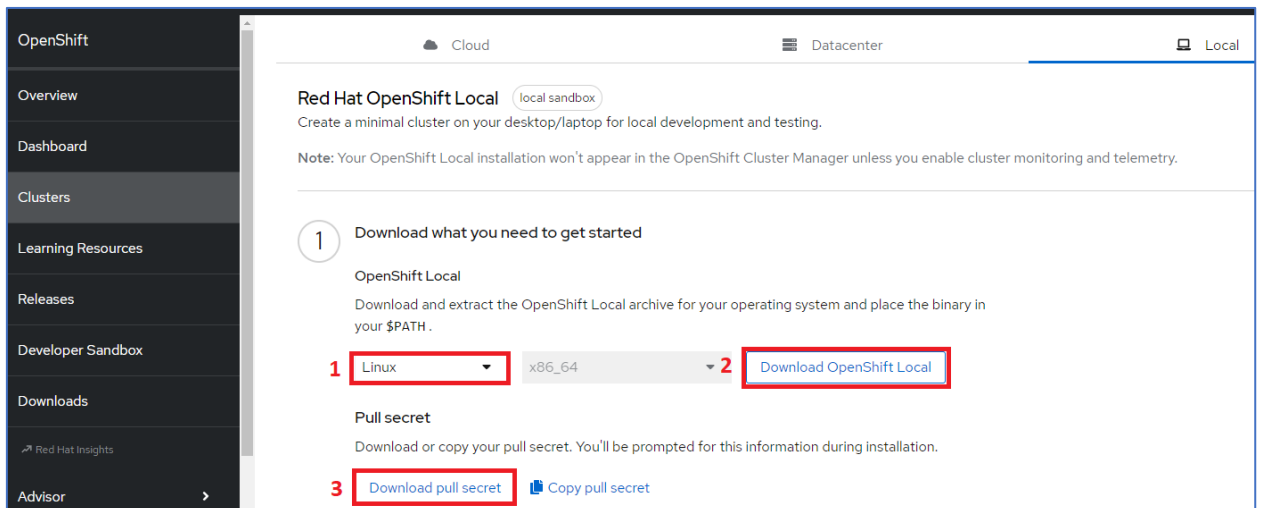 OpenShift
Overview
Dashboard
Clusters
Learning Resources
Releases
Developer Sandbox
Downloads
Red Hat Insights
Advisor
Cloud
Datacenter
Local
Red Hat OpenShift Local local sandbox
Create a minimal cluster on your desktop/laptop for local development and testing.
Note: Your OpenShift Local installation won't appear in the OpenShift Cluster Manager unless you enable cluster monitoring and telemetry.
1 Download what you need to get started
OpenShift Local
Download and extract the OpenShift Local archive for your operating system and place the binary in
your $PATH .
1 Linux x86_64 2 Download OpenShift Local
Pull secret
Download or copy your pull secret. You'll be prompted for this information during installation.
3 Download pull secret Copy pull secret